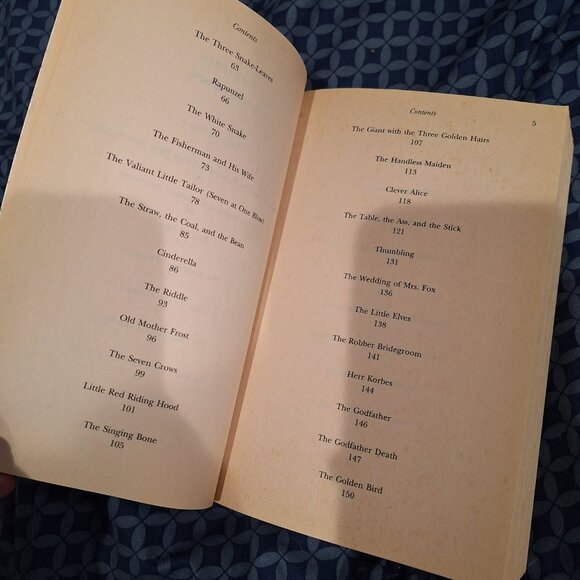 Contents
The Three Snake-Leaves
63
Rapunzel
66
The White Snake
70
The Fisherman and His Wife
73
The Valiant Little Tailor (Seven at One Blow)
78
The Straw, the Coal, and the Bean
85
Cinderella
86
The Riddle
93
Old Mother Frost
96
The Seven Crows
99
Little Red Riding Hood
101
The Singing Bone
105
Contents
5
The Giant with the Three Golden Hairs
107
The Handless Maiden
113
Clever Alice
118
The Table, the Ass, and the Stick
121
Thumbling
131
The Wedding of Mrs. Fox
136
The Little Elves
138
The Robber Bridegroom
141
Herr Korbes
144
The Godfather
146
The Godfather Death
147
The Golden Bird
150